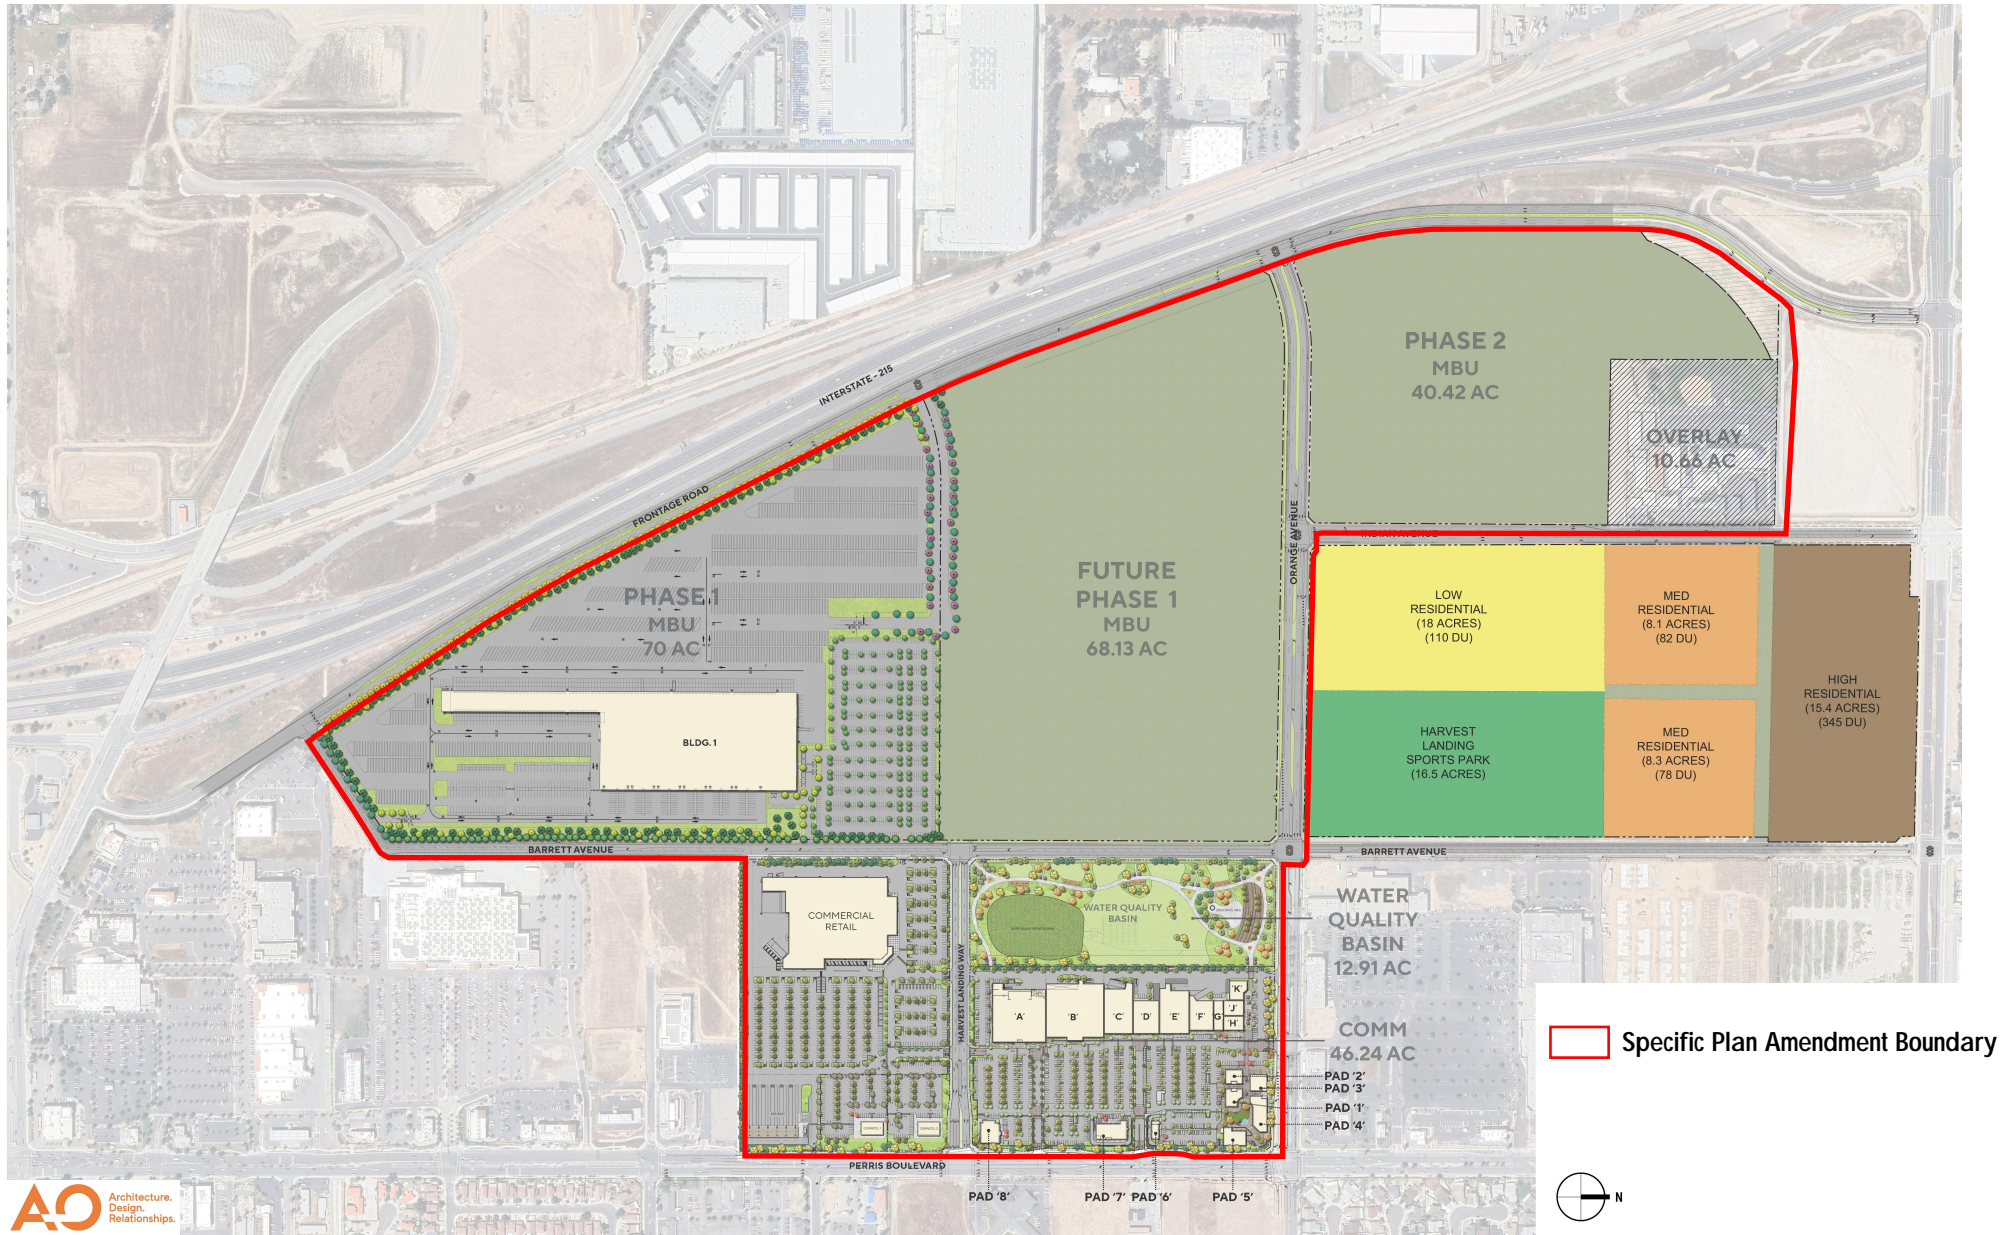 INTERSTATE - 215
FRONTAGE ROAD
PHASE 1
MBU
70 AC
BLDG. 1
FUTURE
PHASE 1
MBU
68.13 AC
ORANGE AVENUE
PHASE 2
MBU
40.42 AC
OVERLAY
10.66 AC
INDIAN AVENUE
LOW
RESIDENTIAL
(18 ACRES)
(110 DU)
MED
RESIDENTIAL
(8.1 ACRES)
(82 DU)
HIGH
RESIDENTIAL
(15.4 ACRES)
(345 DU)
HARVEST
LANDING
SPORTS PARK
(16.5 ACRES)
MED
RESIDENTIAL
(8.3 ACRES)
(78 DU)
BARRETT AVENUE
BARRETT AVENUE
COMMERCIAL
RETAIL
HARVEST LANDING WAY
WATER QUALITY
BASIN
WATER
QUALITY
BASIN
12.91 AC
'A'
'B'
'C'
'D'
'E'
'F'
'G'
'H'
'J'
'K'
COMM
46.24 AC
PAD '2'
PAD '3'
PAD '1'
PAD '4'
PERRIS BOULEVARD
PAD '8'
PAD '7'
PAD '6'
PAD '5'
Specific Plan Amendment Boundary
N
AO
Architecture.
Design.
Relationships.